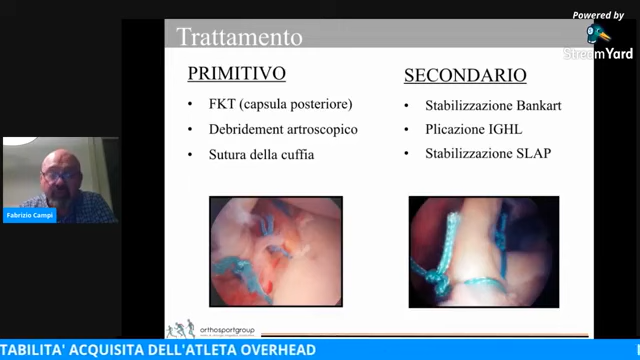 Powered by
StreamYard
Trattamento
PRIMITIVO
• FKT (capsula posteriore)
• Debridement artroscopico
• Sutura della cuffia
SECONDARIO
• Stabilizzazione Bankart
• Plicazione IGHL
• Stabilizzazione SLAP
Fabrizio Campi
orthosportgroup
TABILITA' ACQUISITA DELL'ATLETA OVERHEAD